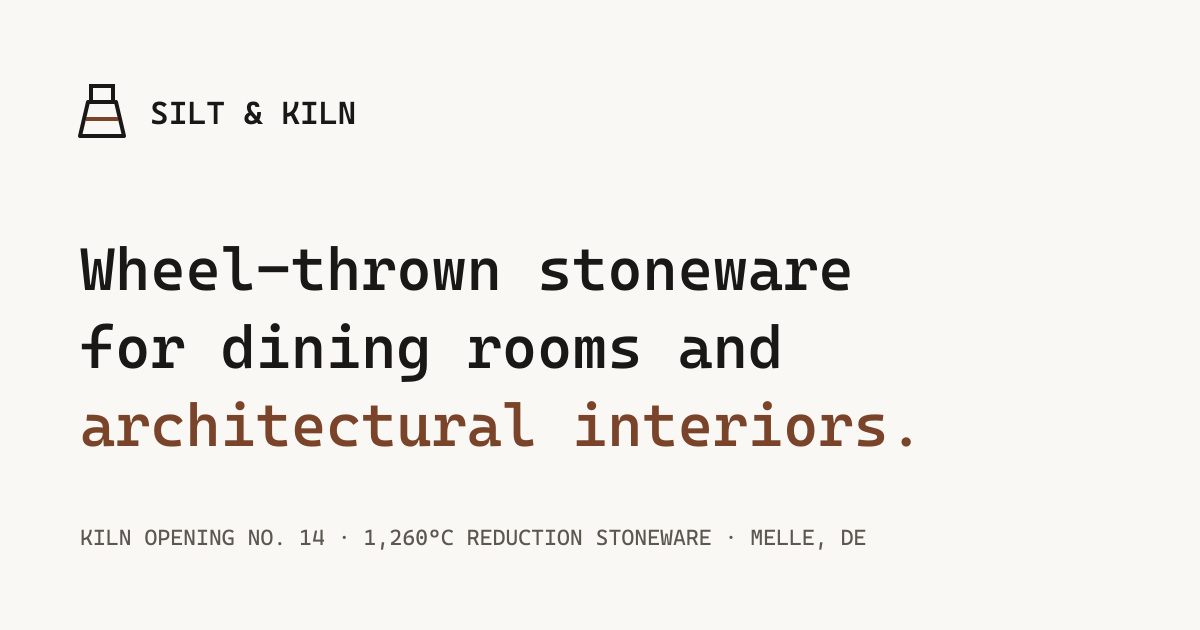 SILT & KILN
Wheel-thrown stoneware
for dining rooms and
architectural interiors.
KILN OPENING NO. 14 · 1,260°C REDUCTION STONEWARE · MELLE, DE